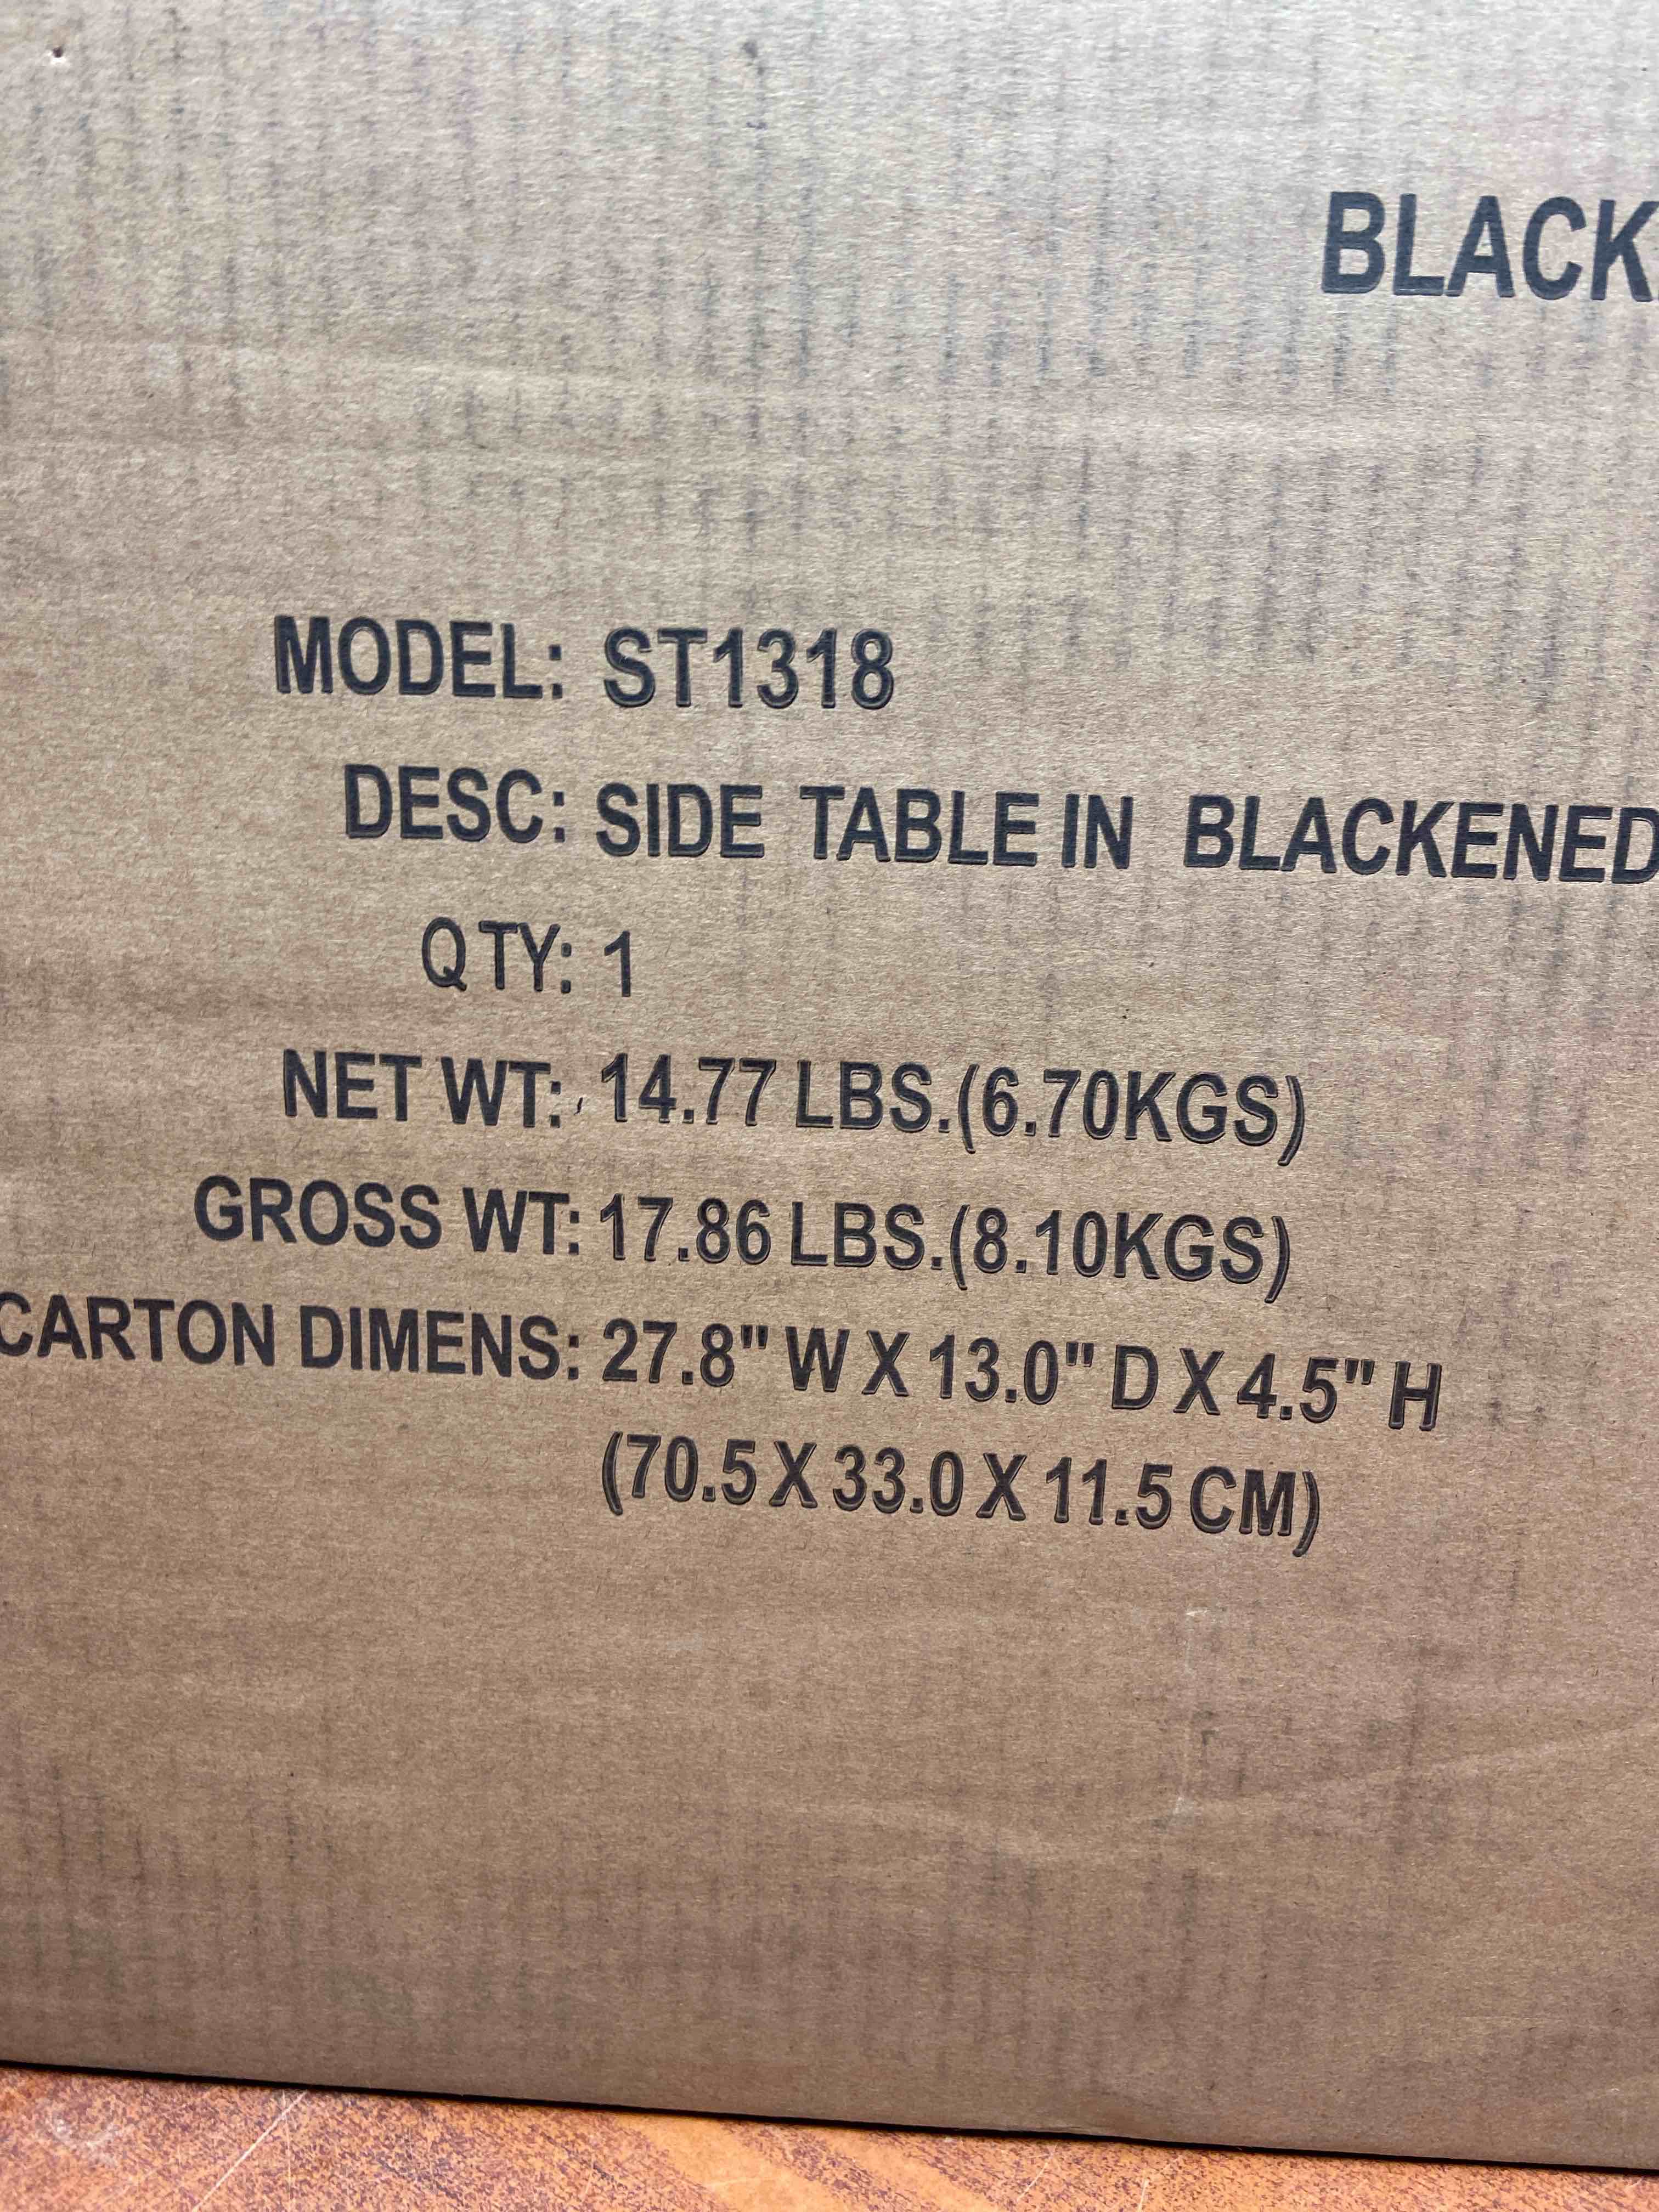 BLACK
MODEL: ST1318
DESC: SIDE TABLE IN BLACKENED
QTY: 1
NET WT: 14.77 LBS.(6.70KGS)
GROSS WT: 17.86 LBS.(8.10KGS)
CARTON DIMENS: 27.8" W X 13.0" D X 4.5" H
(70.5 X 33.0 X 11.5 CM)